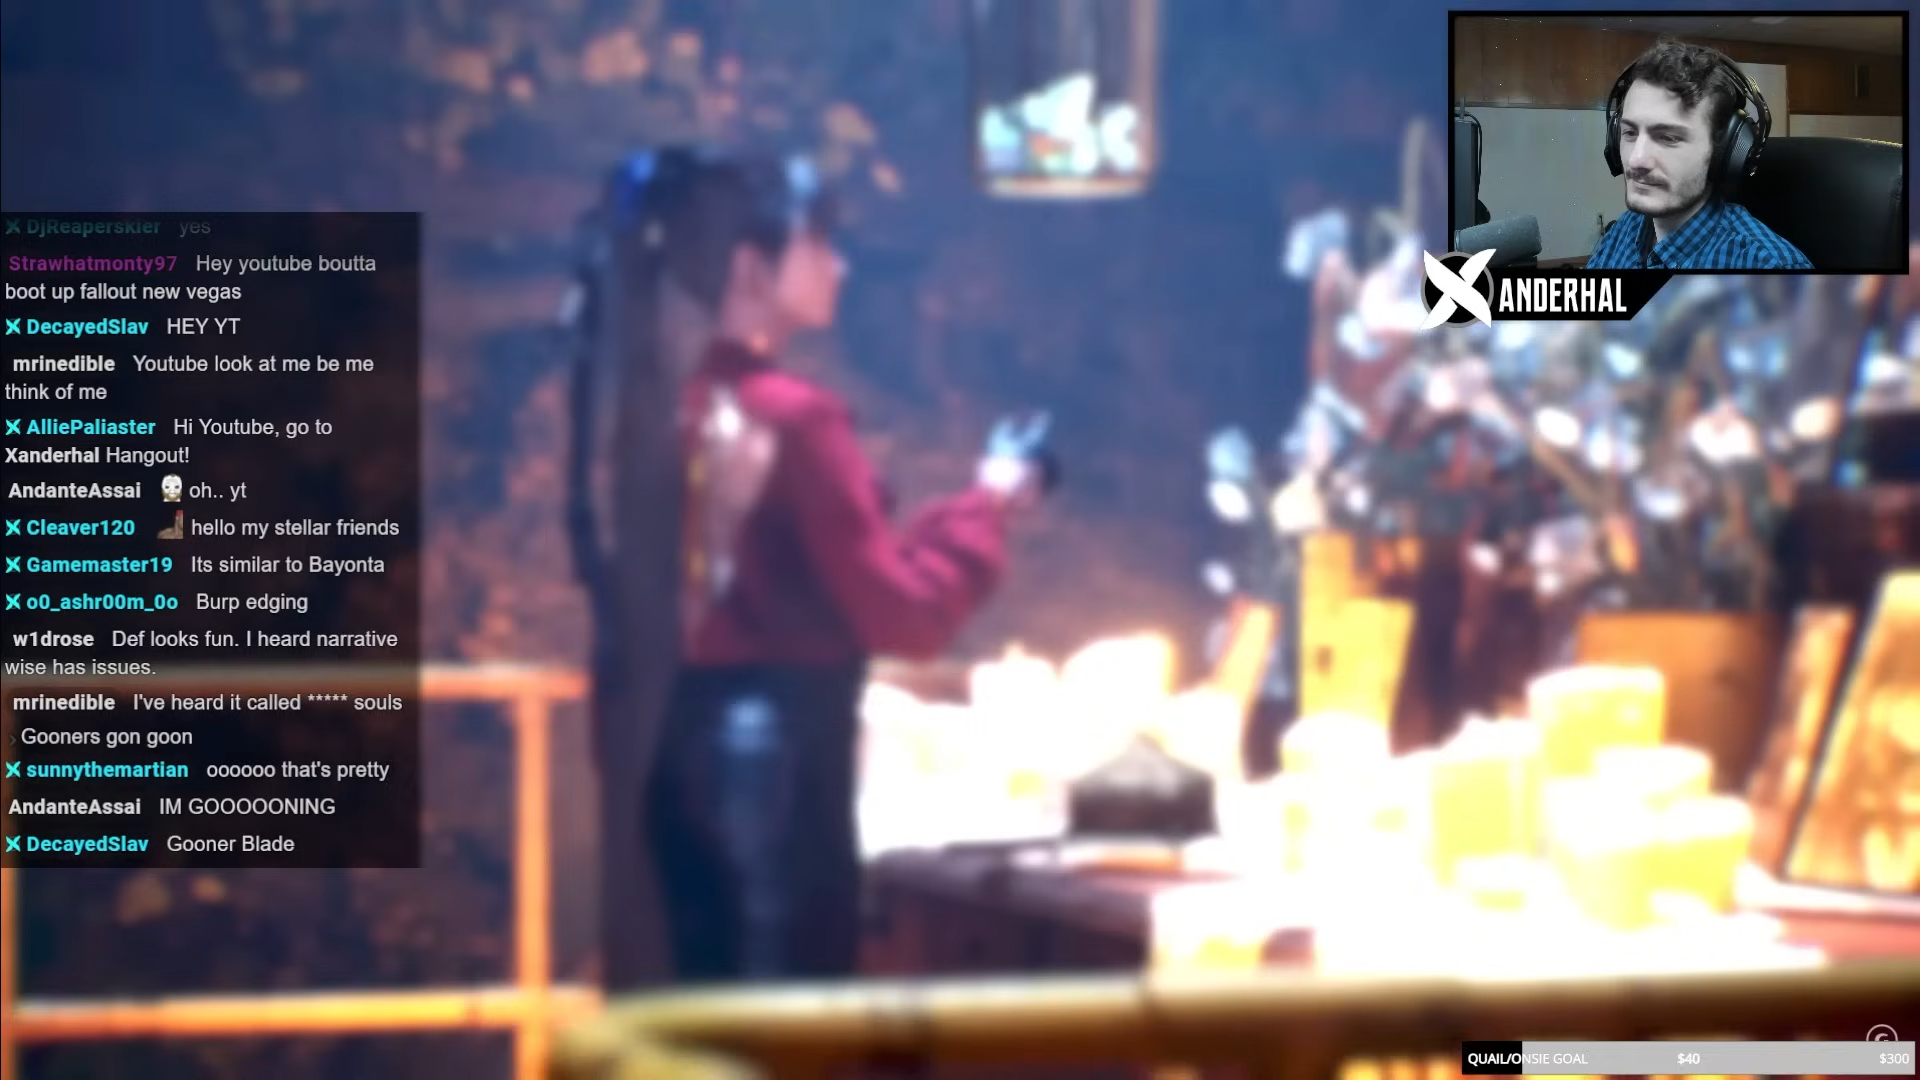 DjReaperskier yes
Strawhatmonty97 Hey youtube boutta
boot up fallout new vegas
DecayedSlav HEY YT
mrinedible Youtube look at me be me
think of me
AlliePaliaster Hi Youtube, go to
Xanderhal Hangout!
AndanteAssai oh.. yt
Cleaver120 hello my stellar friends
Gamemaster19 Its similar to Bayonta
o0_ashr00m_0o Burp edging
w1drose Def looks fun. I heard narrative
wise has issues.
mrinedible I've heard it called ***** souls
Gooners gon goon
sunnythemartian oooooo that's pretty
AndanteAssai IM GOOOOONING
DecayedSlav Gooner Blade
XANDERHAL
QUAIL/ONSIE GOAL $40 $300